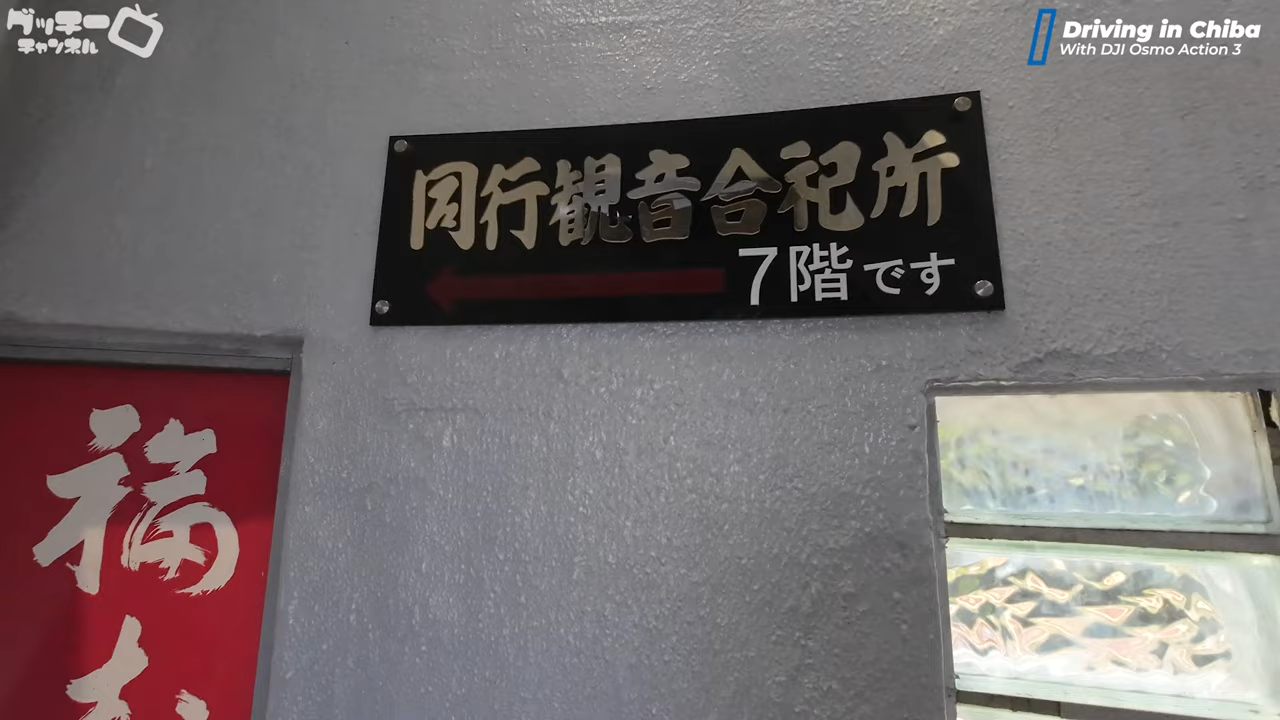 グッチー
チャンネル
Driving in Chiba
With DJI Osmo Action 3
同行観音合祀所
7階です
福